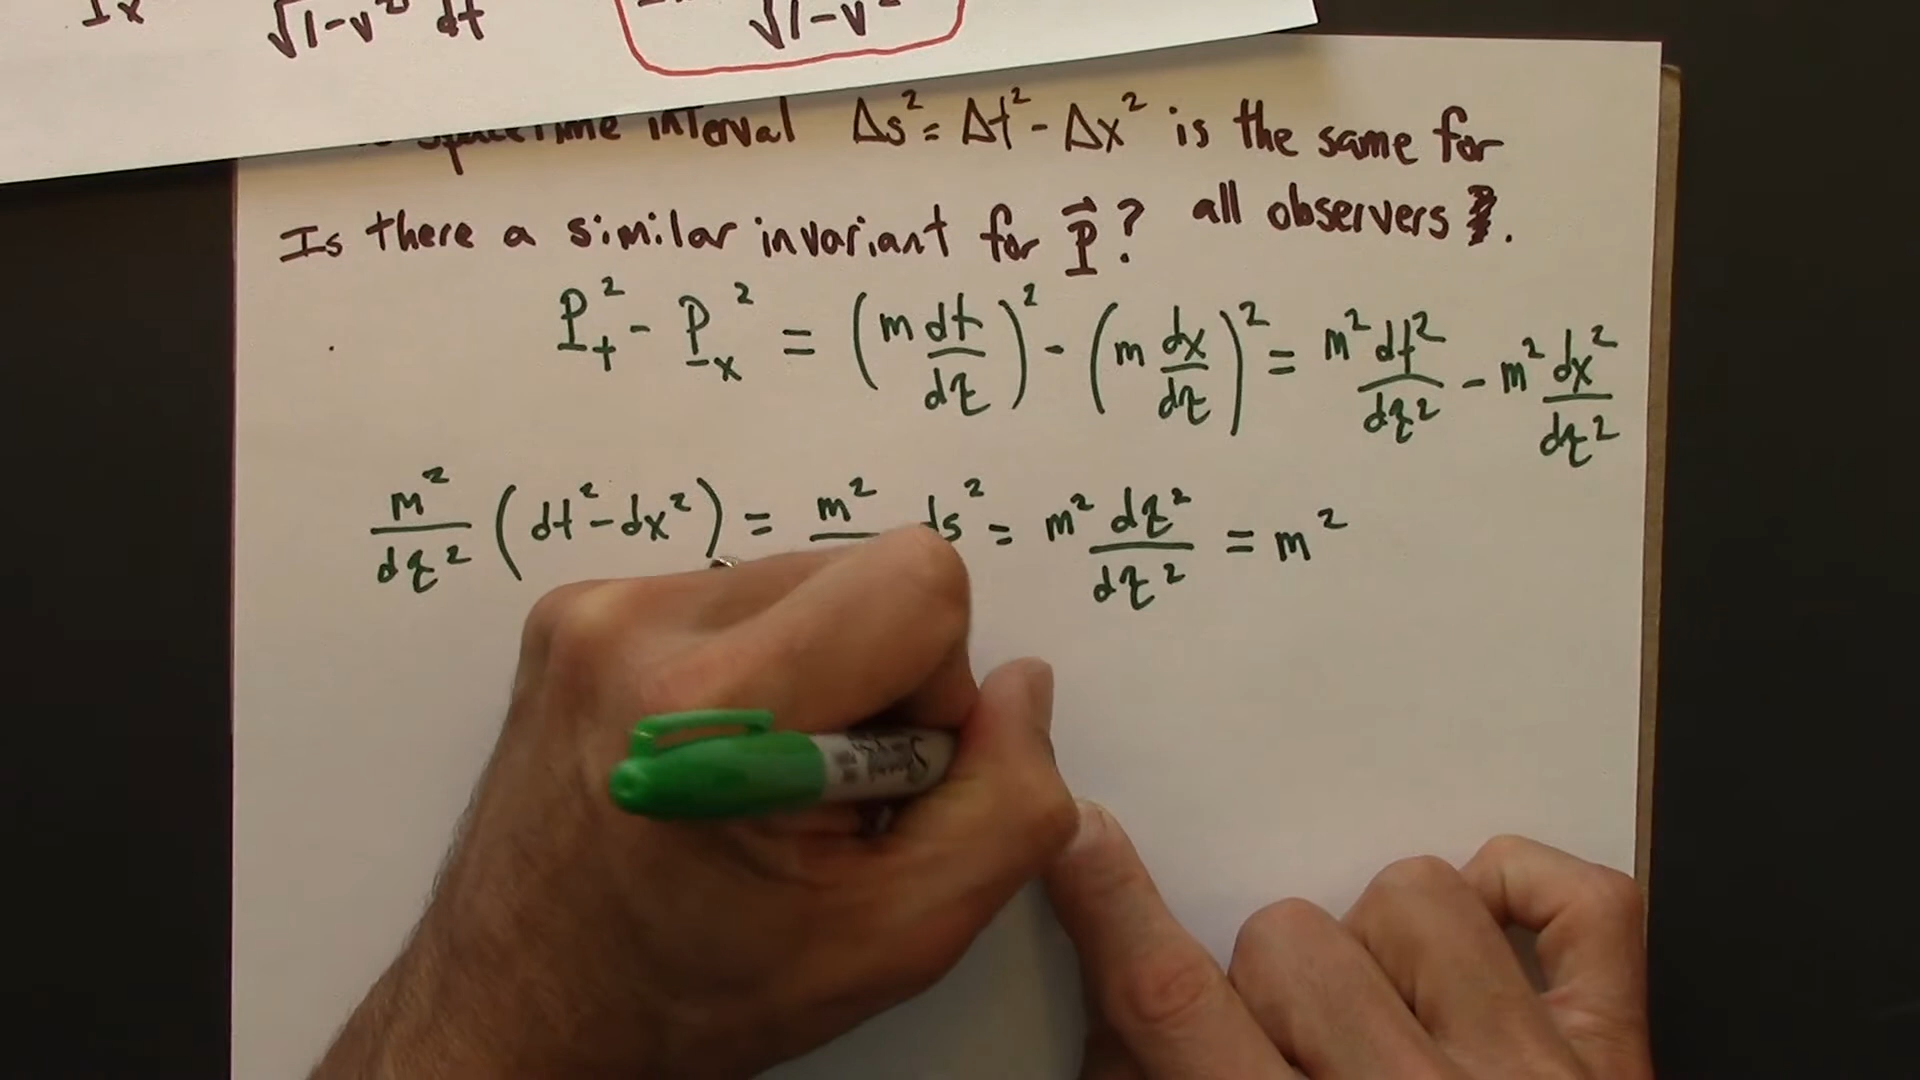 √1-v² dt √1-v²
spacetime interval Δs² = Δt² - Δx² is the same for
all observers.
Is there a similar invariant for P⃗?
P_t² - P_x² = (m dt/dτ)² - (m dx/dτ)² = m² dt²/dτ² - m² dx²/dτ²
m²/dτ² (dt² - dx²) = m² ds² = m² dτ²/dτ² = m²